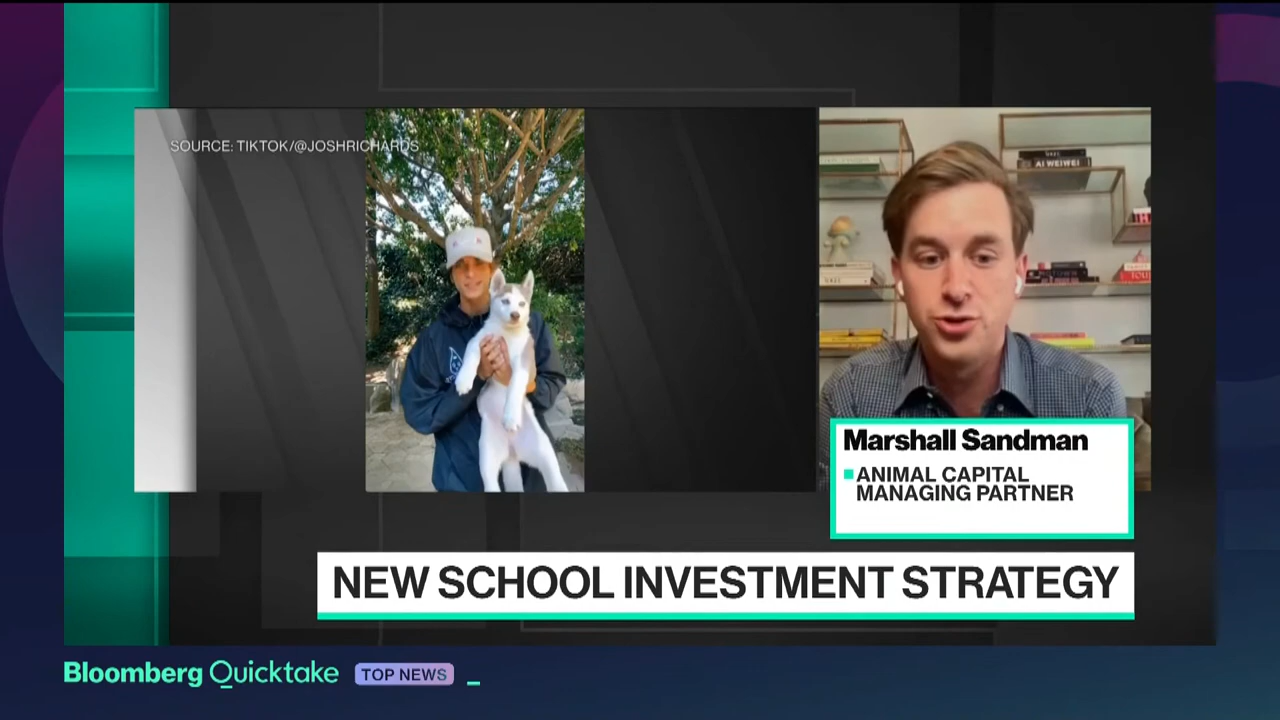 SOURCE: TIKTOK/@JOSHRICHARDS
AI WEIWEI
Marshall Sandman
ANIMAL CAPITAL
MANAGING PARTNER
NEW SCHOOL INVESTMENT STRATEGY
Bloomberg Quicktake TOP NEWS